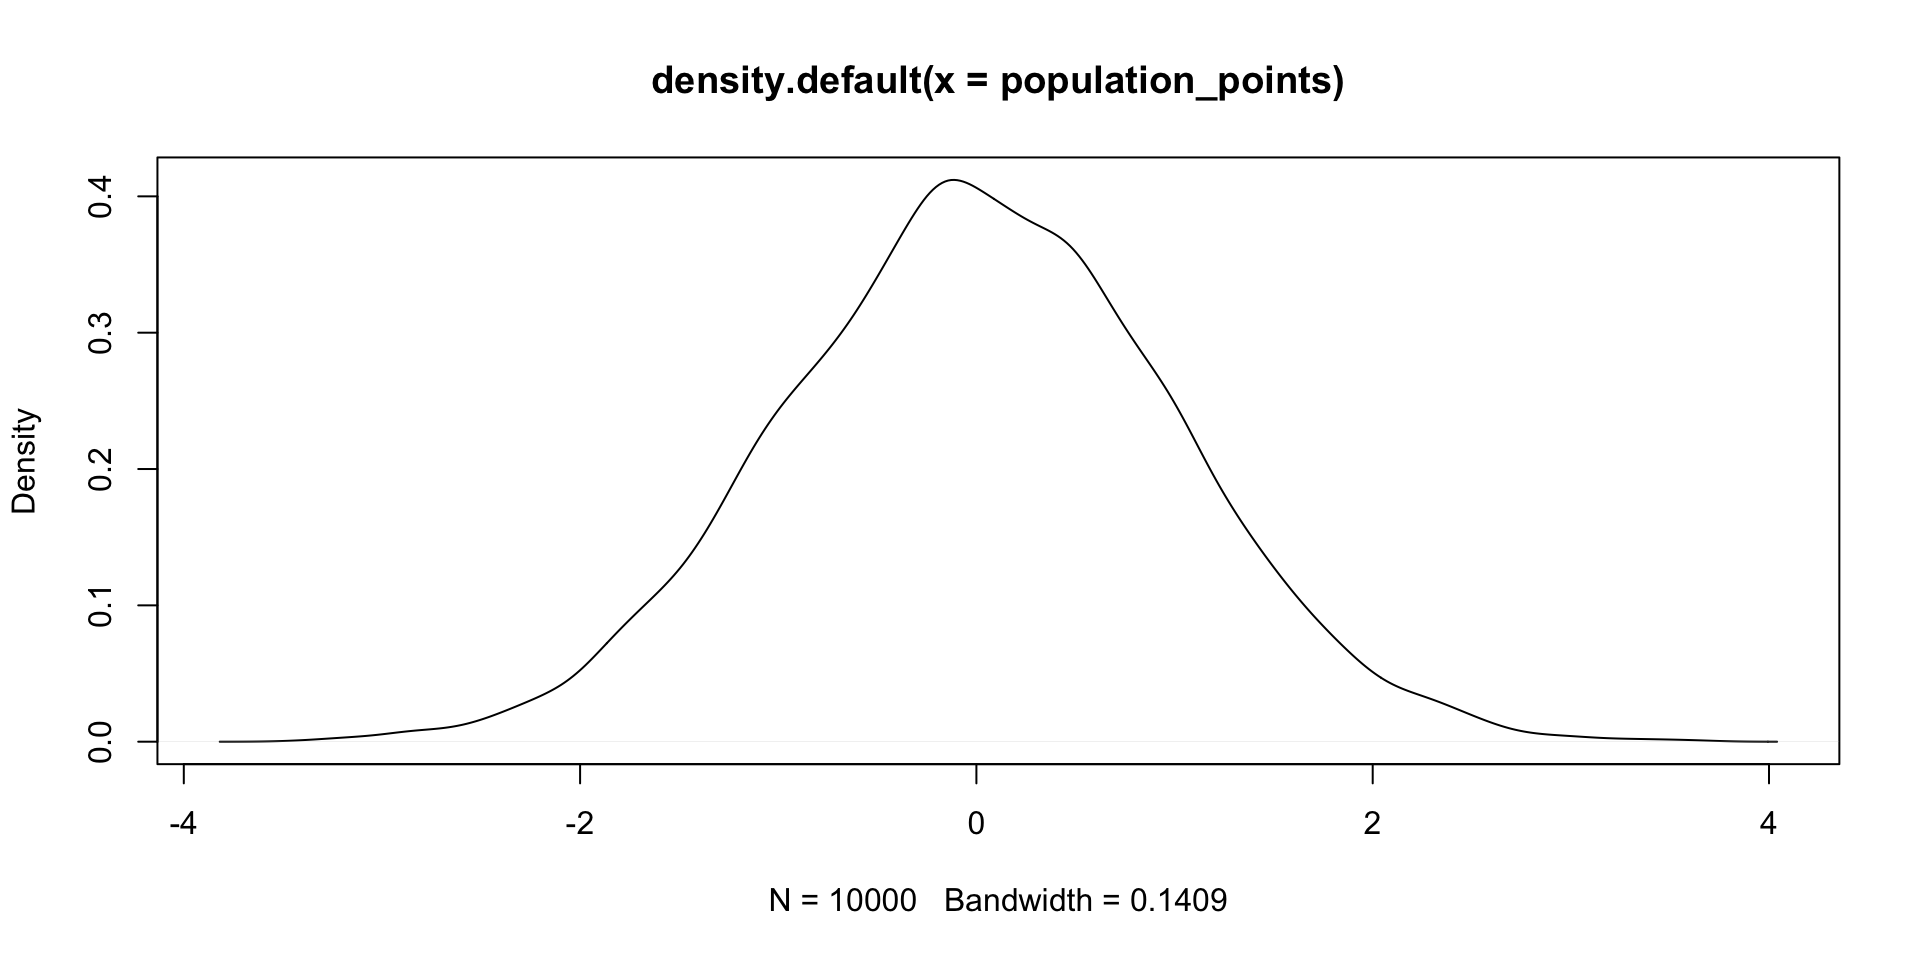 density.default(x = population_points)
Density
0.4
0.3
0.2
0.1
0.0
-4 -2 0 2 4
N = 10000 Bandwidth = 0.1409